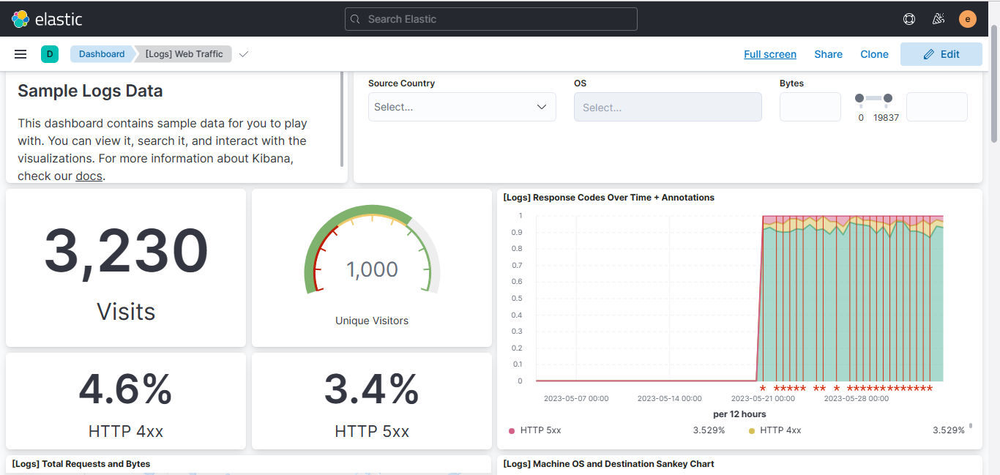 elastic
Search Elastic
e
D
Dashboard
[Logs] Web Traffic
Full screen
Share
Clone
Edit
Sample Logs Data
This dashboard contains sample data for you to play
with. You can view it, search it, and interact with the
visualizations. For more information about Kibana,
check our docs.
Source Country
Select...
OS
Select...
Bytes
0 19837
3,230
Visits
1,000
Unique Visitors
[Logs] Response Codes Over Time + Annotations
1
0.9
0.8
0.7
0.6
0.5
0.4
0.3
0.2
0.1
0
2023-05-07 00:00 2023-05-14 00:00 2023-05-21 00:00 2023-05-28 00:00
per 12 hours
HTTP 5xx 3.529% HTTP 4xx 3.529%
4.6%
HTTP 4xx
3.4%
HTTP 5xx
[Logs] Total Requests and Bytes
[Logs] Machine OS and Destination Sankey Chart